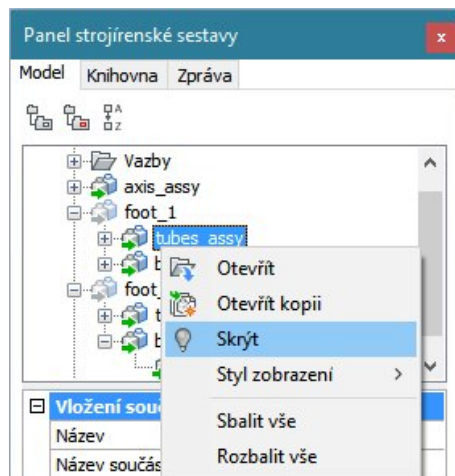 Panel strojírenské sestavy
x
Model Knihovna Zpráva
A
Z
Vazby
axis_assy
foot_1
tubes_assy
b
foot_
t
b
Otevřít
Otevřít kopii
Skrýt
Styl zobrazení >
Sbalit vše
Rozbalit vše
Vložení souč
Název
Název součás